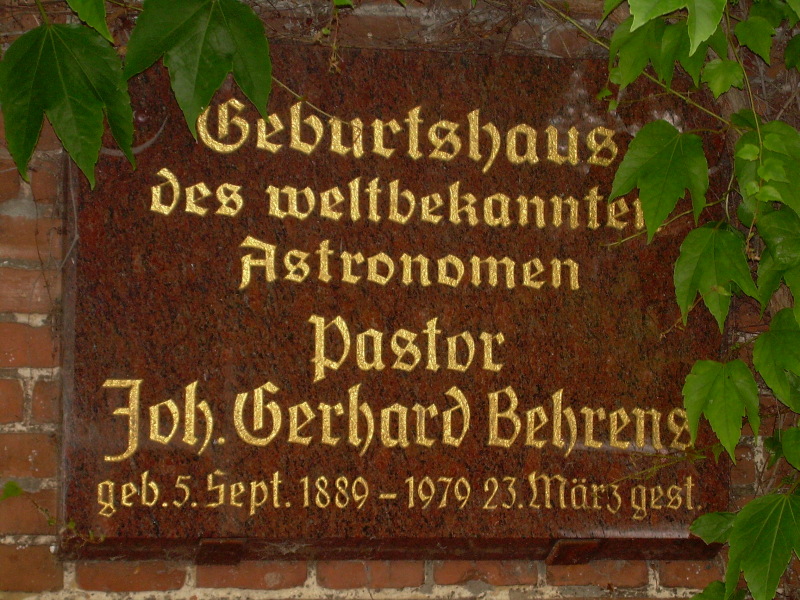 Geburtshaus
des weltbekannten
Astronomen
Pastor
Joh. Gerhard Behrens
geb. 5. Sept. 1889 – 1979 23. März gest.